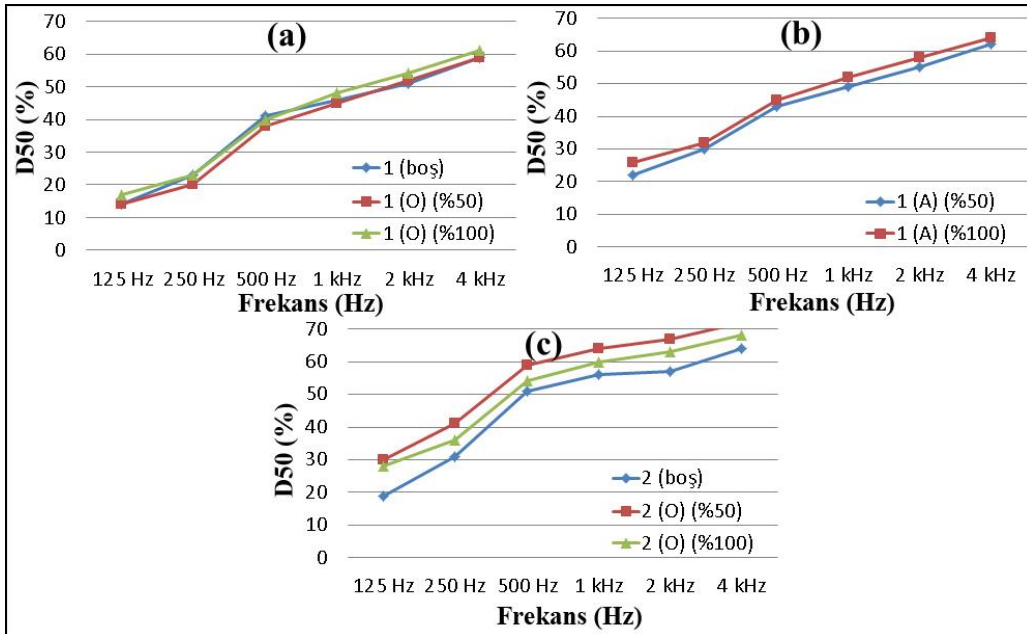 (a)
D50 (%)
70
60
50
40
30
20
10
0
1 (boş)
1 (O) (%50)
1 (O) (%100)
125 Hz 250 Hz 500 Hz 1 kHz 2 kHz 4 kHz
Frekans (Hz)
(b)
D50 (%)
70
60
50
40
30
20
10
0
1 (A) (%50)
1 (A) (%100)
125 Hz 250 Hz 500 Hz 1 kHz 2 kHz 4 kHz
Frekans (Hz)
(c)
D50 (%)
70
60
50
40
30
20
10
0
2 (boş)
2 (O) (%50)
2 (O) (%100)
125 Hz 250 Hz 500 Hz 1 kHz 2 kHz 4 kHz
Frekans (Hz)